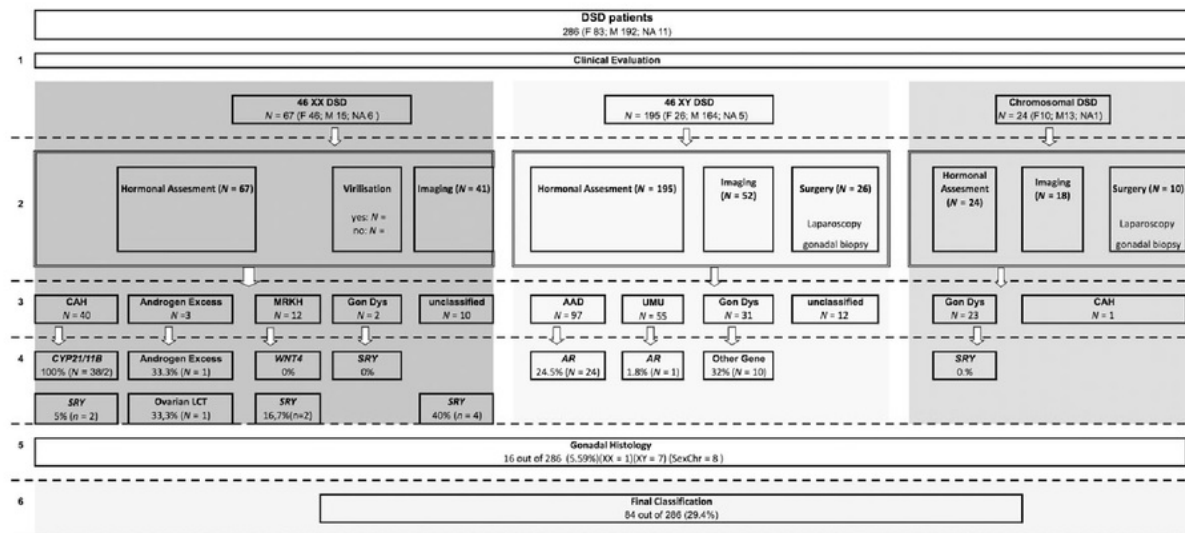 DSD patients
286 (F 83; M 192; NA 11)
1
Clinical Evaluation
46 XX DSD
N = 67 (F 46; M 15; NA 6 )
46 XY DSD
N = 195 (F 26; M 164; NA 5)
Chromosomal DSD
N = 24 (F10; M13; NA1)
2
Hormonal Assesment (N = 67)
Virilisation
yes: N =
no: N =
Imaging (N = 41)
Hormonal Assesment (N = 195)
Imaging
(N = 52)
Surgery (N = 26)
Laparoscopy
gonadal biopsy
Hormonal
Assesment
(N = 24)
Imaging
(N = 18)
Surgery (N = 10)
Laparoscopy
gonadal biopsy
3
CAH
N = 40
Androgen Excess
N =3
MRKH
N = 12
Gon Dys
N = 2
unclassified
N = 10
AAD
N = 97
UMU
N = 55
Gon Dys
N = 31
unclassified
N = 12
Gon Dys
N = 23
CAH
N = 1
4
CYP21/11B
100% (N = 38/2)
Androgen Excess
33.3% (N = 1)
WNT4
0%
SRY
0%
AR
24.5% (N = 24)
AR
1.8% (N = 1)
Other Gene
32% (N = 10)
SRY
0.%
SRY
5% (n = 2)
Ovarian LCT
33,3% (N = 1)
SRY
16,7%(n=2)
SRY
40% (n = 4)
5
Gonadal Histology
16 out of 286 (5.59%)(XX = 1)(XY = 7) (SexChr = 8 )
6
Final Classification
84 out of 286 (29.4%)